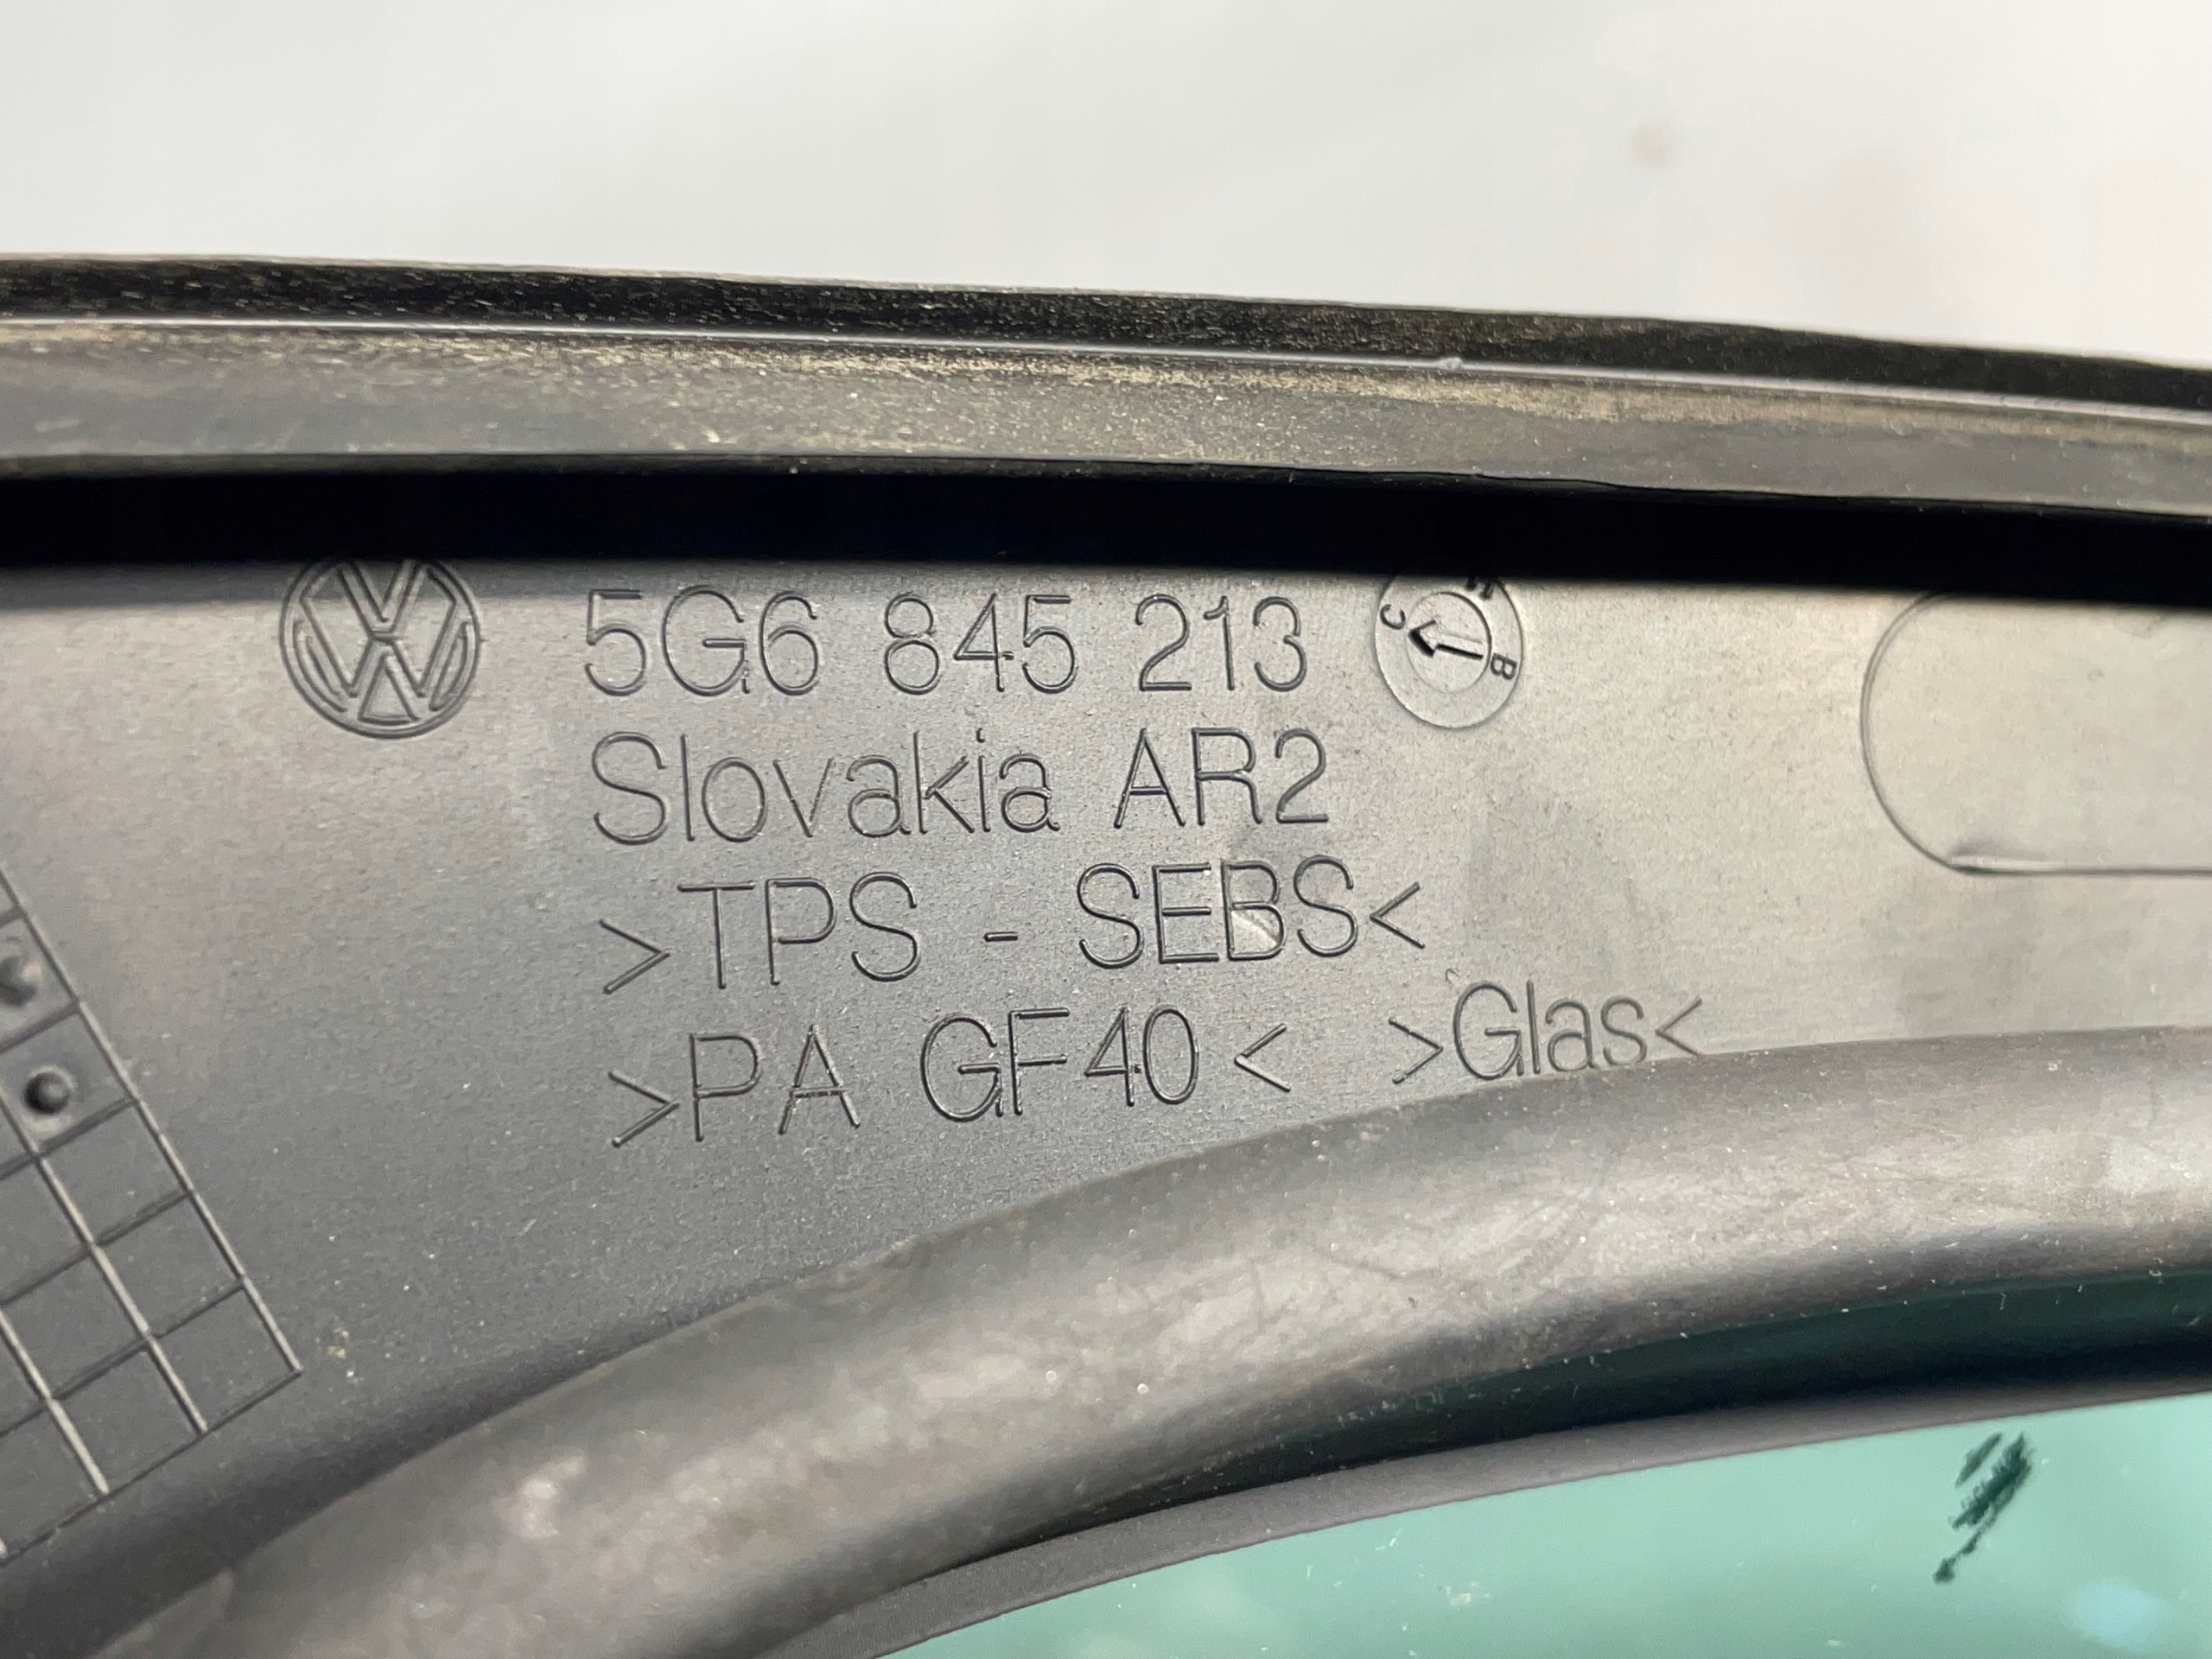 5G6 845 213
Slovakia AR2
>TPS - SEBS<
>PA GF40< >Glas<